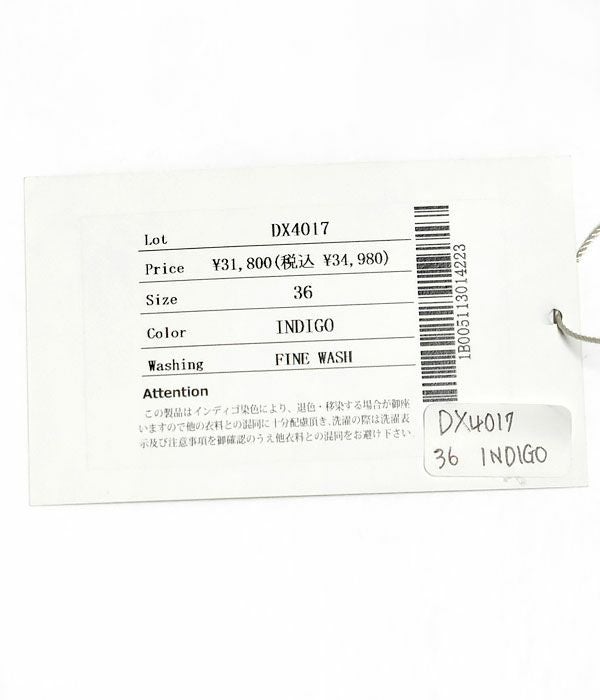 Lot DX4017
Price ¥31,800(税込 ¥34,980)
Size 36
Color INDIGO
Washing FINE WASH
Attention
この製品はインディゴ染色により、退色・移染する場合が御座
いますので他の衣料との混同に十分配慮頂き、洗濯の際は洗濯表
示及び注意事項を御確認のうえ他衣料との混同をお避け下さい
1B005113014223
DX4017
36 INDIGO